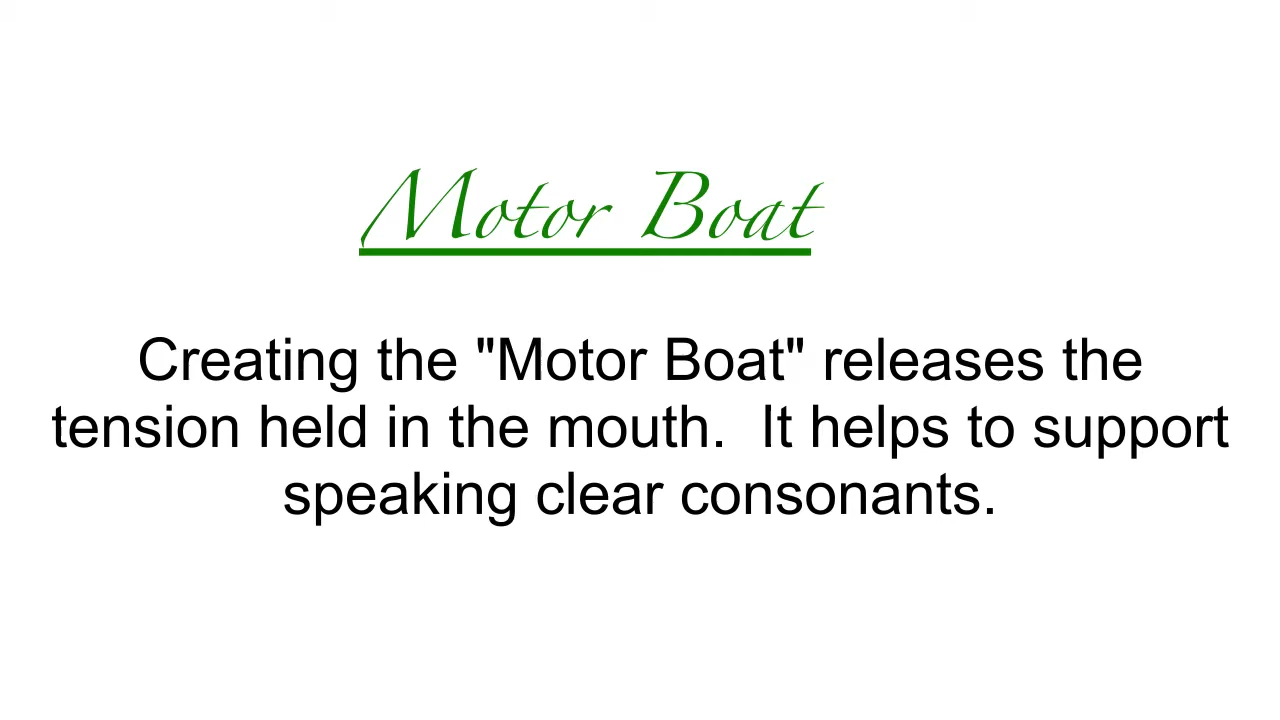 Motor Boat
Creating the "Motor Boat" releases the
tension held in the mouth.  It helps to support
speaking clear consonants.